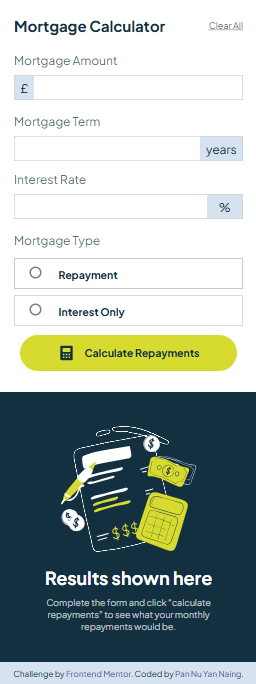 Mortgage Calculator
Clear All
Mortgage Amount
£
Mortgage Term
years
Interest Rate
%
Mortgage Type
Repayment
Interest Only
Calculate Repayments
$
$
& $
$$$
Results shown here
Complete the form and click "calculate
repayments" to see what your monthly
repayments would be.
Challenge by Frontend Mentor. Coded by Pan Nu Yan Naing.